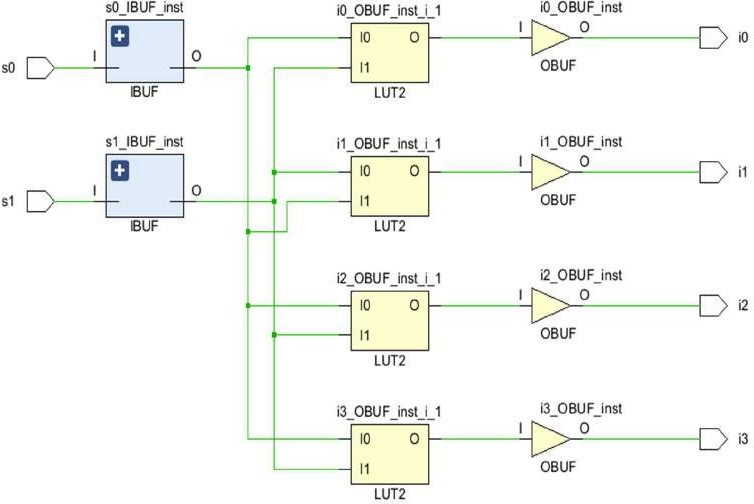 s0_IBUF_inst
i0_OBUF_inst_i_1
i0_OBUF_inst
s0
I
O
IBUF
I0
O
I1
LUT2
I
O
OBUF
i0
s1_IBUF_inst
i1_OBUF_inst_i_1
i1_OBUF_inst
s1
I
O
IBUF
I0
O
I1
LUT2
I
O
OBUF
i1
i2_OBUF_inst_i_1
i2_OBUF_inst
I0
O
I1
LUT2
I
O
OBUF
i2
i3_OBUF_inst_i_1
i3_OBUF_inst
I0
O
I1
LUT2
I
O
OBUF
i3